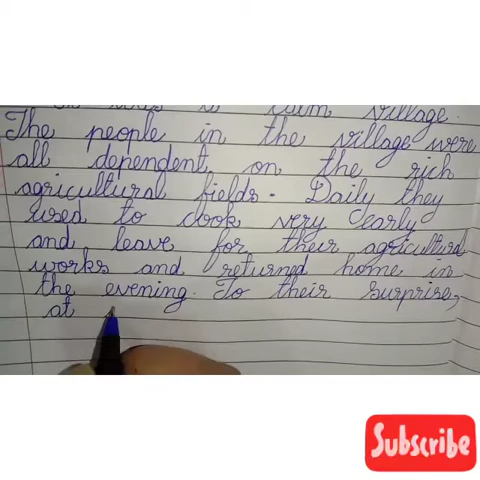 village.
The people in the village were
all dependent on the rich
agricultural fields. Daily they
used to cook very early
and leave for their agricultural
works and returned home in
the evening. To their surprise,
at
Subscribe